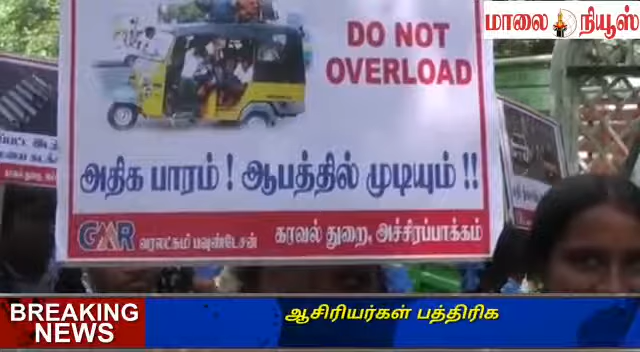 மாலை நியூஸ்
DO NOT
OVERLOAD
அதிக பாரம் ! ஆபத்தில் முடியும் !!
GMR வரலட்சுமி பவுண்டேசன் காவல் துறை, அச்சிரப்பாக்கம்
BREAKING
NEWS
ஆசிரியர்கள் பத்திரிக